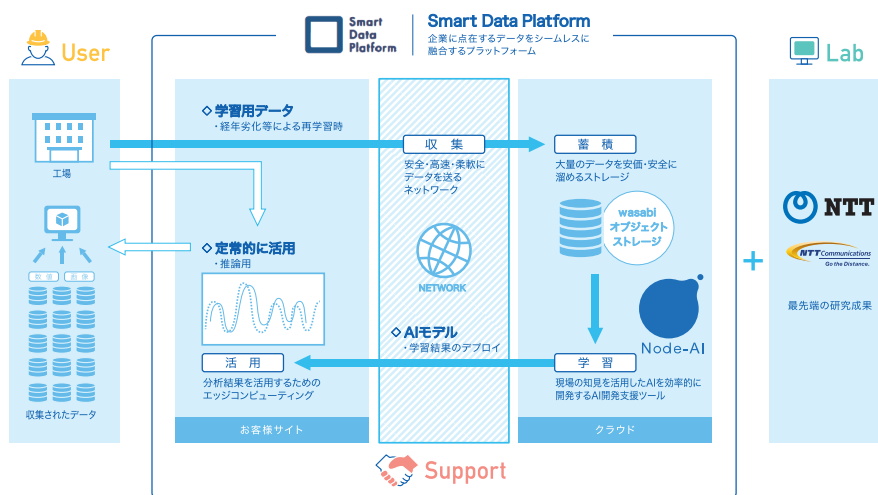 User
工場
数値
画像
収集されたデータ
Smart
Data
Platform
Smart Data Platform
企業に点在するデータをシームレスに
融合するプラットフォーム
◇ 学習用データ
・経年劣化等による再学習時
◇ 定常的に活用
・推論用
活 用
分析結果を活用するための
エッジコンピューティング
お客様サイト
収 集
安全・高速・柔軟に
データを送る
ネットワーク
NETWORK
◇ AIモデル
・学習結果のデプロイ
蓄 積
大量のデータを安価・安全に
溜めるストレージ
wasabi
オブジェクト
ストレージ
Node-AI
学 習
現場の知見を活用したAIを効率的に
開発するAI開発支援ツール
クラウド
Support
+
Lab
NTT
NTT Communications
Go the Distance.
最先端の研究成果